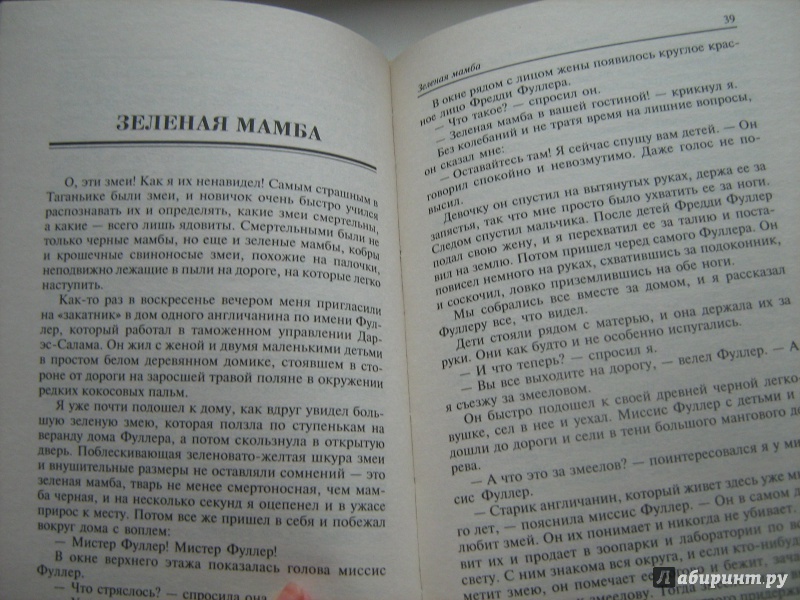 ЗЕЛЕНАЯ МАМБА
О, эти змеи! Как я их ненавидел! Самым страшным в
Таганьике были змеи, и новичок очень быстро учился
распознавать их и определять, какие змеи смертельны,
а какие — всего лишь ядовиты. Смертельными были не
только черные мамбы, но еще и зеленые мамбы, кобры
и крошечные свиноносые змеи, похожие на палочки,
неподвижно лежащие в пыли на дороге, на которые легко
наступить.
Как-то раз в воскресенье вечером меня пригласили
на «закатник» в дом одного англичанина по имени Фул-
лер, который работал в таможенном управлении Дар-
эс-Салама. Он жил с женой и двумя маленькими детьми
в простом белом деревянном домике, стоявшем в сто-
роне от дороги на заросшей травой поляне в окружении
редких кокосовых пальм.
Я уже почти подошел к дому, как вдруг увидел боль-
шую зеленую змею, которая ползла по ступенькам на
веранду дома Фуллера, а потом скользнула в открытую
дверь. Поблескивающая зеленовато-желтая шкура змеи
и внушительные размеры не оставляли сомнений — это
зеленая мамба, тварь не менее смертоносная, чем мам-
ба черная, и на несколько секунд я оцепенел и в ужасе
прирос к месту. Потом все же пришел в себя и побежал
вокруг дома с воплем:
— Мистер Фуллер! Мистер Фуллер!
В окне верхнего этажа показалась голова миссис
Фуллер.
— Что стряслось? — спросила она.
39
Зеленая мамба
В окне рядом с лицом жены появилось круглое крас-
ное лицо Фредди Фуллера.
— Что такое? — спросил он.
— Зеленая мамба в вашей гостиной! — крикнул я.
Без колебаний и не тратя время на лишние вопросы,
он сказал мне:
— Оставайтесь там! Я сейчас спущу вам детей. — Он
говорил спокойно и невозмутимо. Даже голос не по-
высил.
Девочку он спустил на вытянутых руках, держа ее за
запястья, так что мне просто было ухватить ее за ноги.
Следом спустил мальчика. После детей Фредди Фуллер
подал свою жену, и я перехватил ее за талию и поста-
вил на землю. Потом пришел черед самого Фуллера. Он
повисел немного на руках, схватившись за подоконник,
и соскочил, ловко приземлившись на обе ноги.
Мы собрались все вместе за домом, и я рассказал
Фуллеру все, что видел.
Дети стояли рядом с матерью, и она держала их за
руки. Они как будто и не особенно испугались.
— И что теперь? — спросил я.
— Вы все выходите на дорогу, — велел Фуллер. — А
я съезжу за змееловом.
Он быстро подошел к своей древней черной легко-
вушке, сел в нее и уехал. Миссис Фуллер с детьми и
дошли до дороги и сели в тени большого мангового де-
рева.
— А что это за змеелов? — поинтересовался я у мис-
сис Фуллер.
— Старик англичанин, который живет здесь уже мно-
го лет, — пояснила миссис Фуллер. — Он в самом
любит змей. Он их понимает и никогда не убивает.
вит их и продает в зоопарки и лаборатории по
свету. С ним знакома вся округа, и если кто-нибудь
змею, он помечает ее и бежит,
змеелову. Тогда
Лабиринт.ру